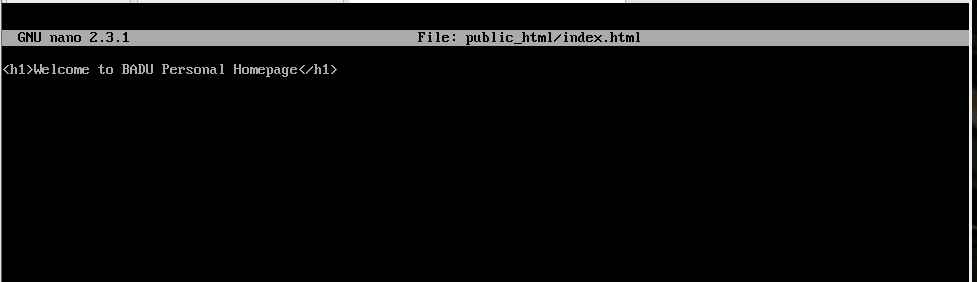 GNU nano 2.3.1 File: public_html/index.html
<h1>Welcome to BADU Personal Homepage</h1>